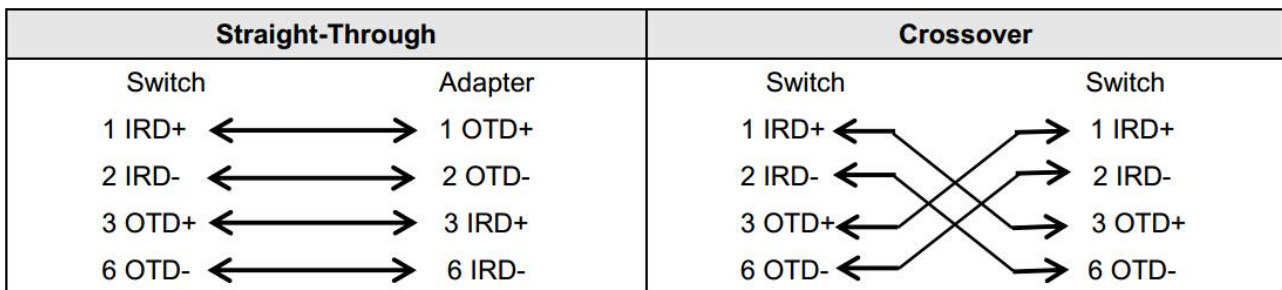 Straight-Through Crossover
Switch Adapter Switch Switch
1 IRD+ 1 OTD+ 1 IRD+ 1 IRD+
2 IRD- 2 OTD- 2 IRD- 2 IRD-
3 OTD+ 3 IRD+ 3 OTD+ 3 OTD+
6 OTD- 6 IRD- 6 OTD- 6 OTD-